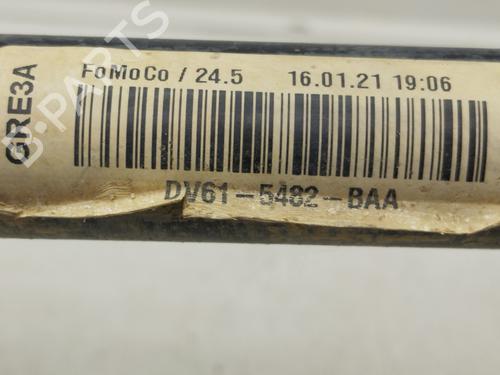 GRE3A
FoMoCo / 24.5 16.01.21 19:06
DV61-5482-BAA
B-PARTS